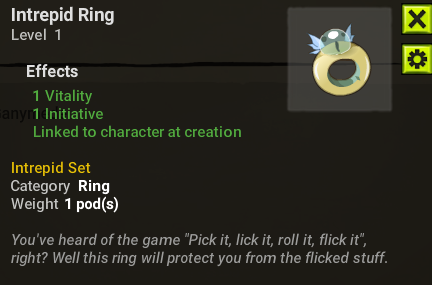 Intrepid Ring
Level 1
Effects
1 Vitality
1 Initiative
Linked to character at creation
Intrepid Set
Category Ring
Weight 1 pod(s)
You've heard of the game "Pick it, lick it, roll it, flick it",
right? Well this ring will protect you from the flicked stuff.